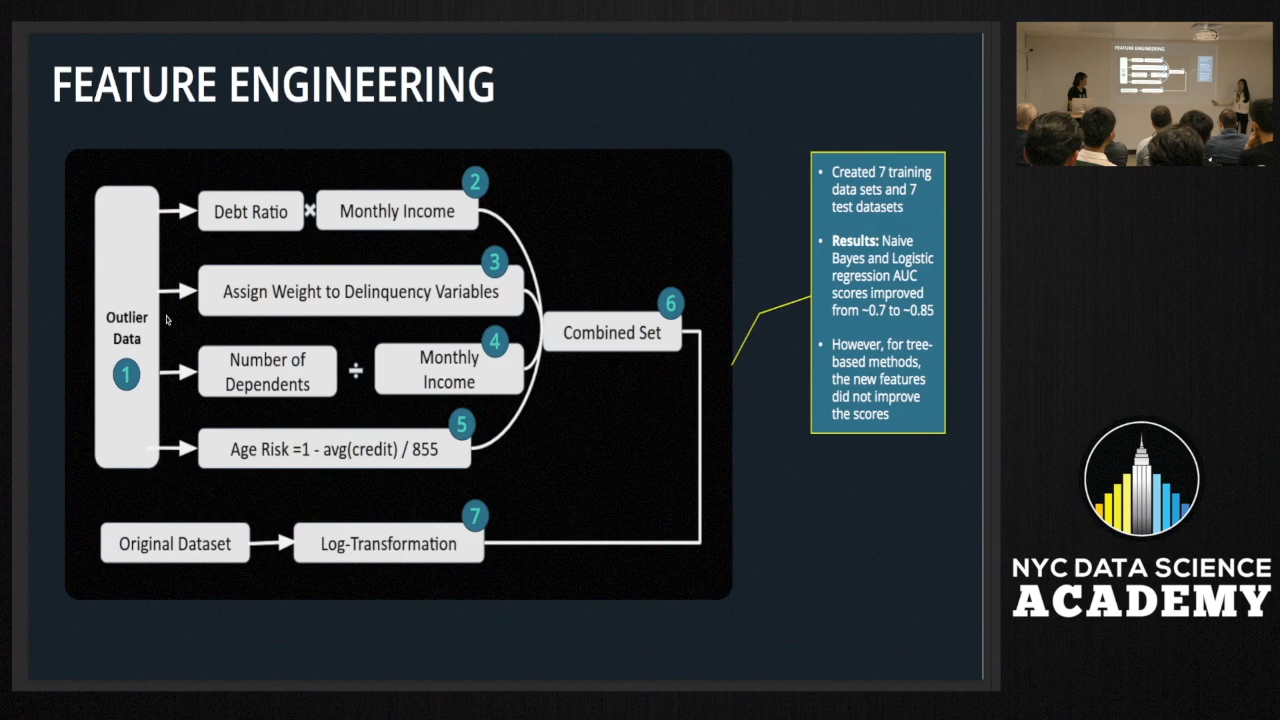 FEATURE ENGINEERING
2
Debt Ratio × Monthly Income
3
Assign Weight to Delinquency Variables
Outlier
Data
1
4
Number of
Dependents
÷
Monthly
Income
5
Age Risk =1 - avg(credit) / 855
6
Combined Set
7
Original Dataset
Log-Transformation
• Created 7 training
data sets and 7
test datasets
• Results: Naive
Bayes and Logistic
regression AUC
scores improved
from ~0.7 to ~0.85
• However, for tree-
based methods,
the new features
did not improve
the scores
FEATURE ENGINEERING
NYC DATA SCIENCE
ACADEMY